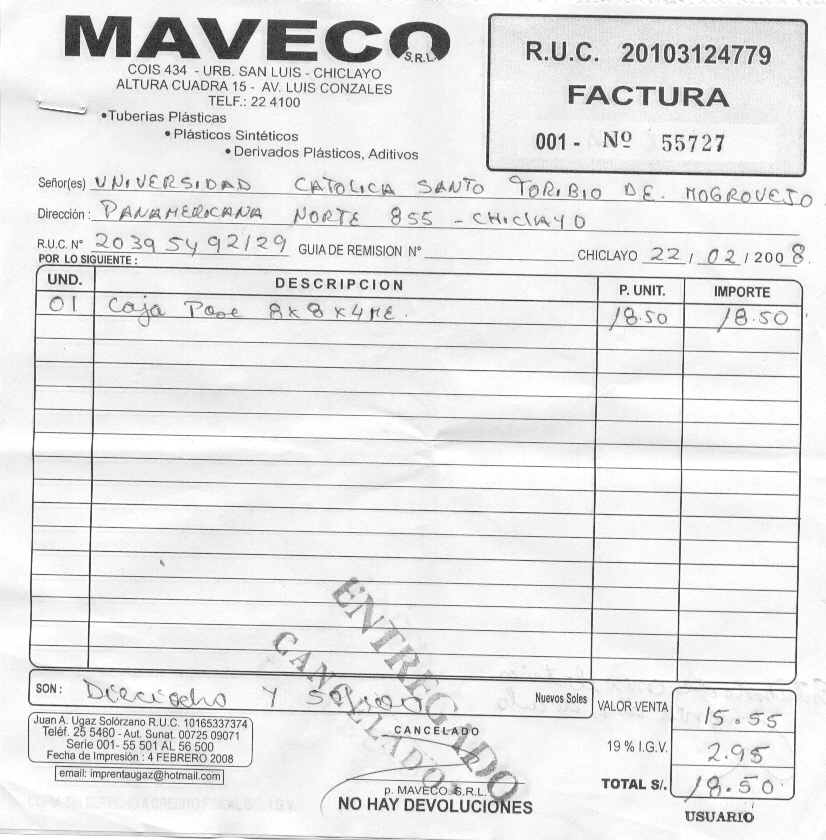 MAVECO S.R.L.
COIS 434 - URB. SAN LUIS - CHICLAYO
ALTURA CUADRA 15 - AV. LUIS CONZALES
TELF.: 22 4100
•Tuberías Plásticas
•Plásticos Sintéticos
•Derivados Plásticos, Aditivos
R.U.C. 20103124779
FACTURA
001 - Nº 55727
Señor(es) UNIVERSIDAD CATOLICA SANTO TORIBIO DE. MOGROVEJO
Dirección : PANAMERICANA NORTE 855 - CHICLAYO
R.U.C. N° 20395492129 GUIA DE REMISION N° CHICLAYO 22/02/2008.
POR LO SIGUIENTE :
UND. DESCRIPCION P. UNIT. IMPORTE
01 Caja Pase 8x8x4 18.50 18.50
ENTREGADO
CANCELADO
SON : Dieciocho y 50/100 Nuevos Soles
VALOR VENTA 15.55
19 % I.G.V. 2.95
TOTAL S/. 18.50
USUARIO
Juan A. Ugaz Solórzano R.U.C. 10165337374
Teléf. 25 5460 - Aut. Sunat. 00725 09071
Serie 001- 55 501 AL 56 500
Fecha de Impresión : 4 FEBRERO 2008
email: imprentaugaz@hotmail.com
CANCELADO
p. MAVECO. S.R.L.
NO HAY DEVOLUCIONES
COPIA SIN DERECHO A CREDITO FISCAL DEL I.G.V.